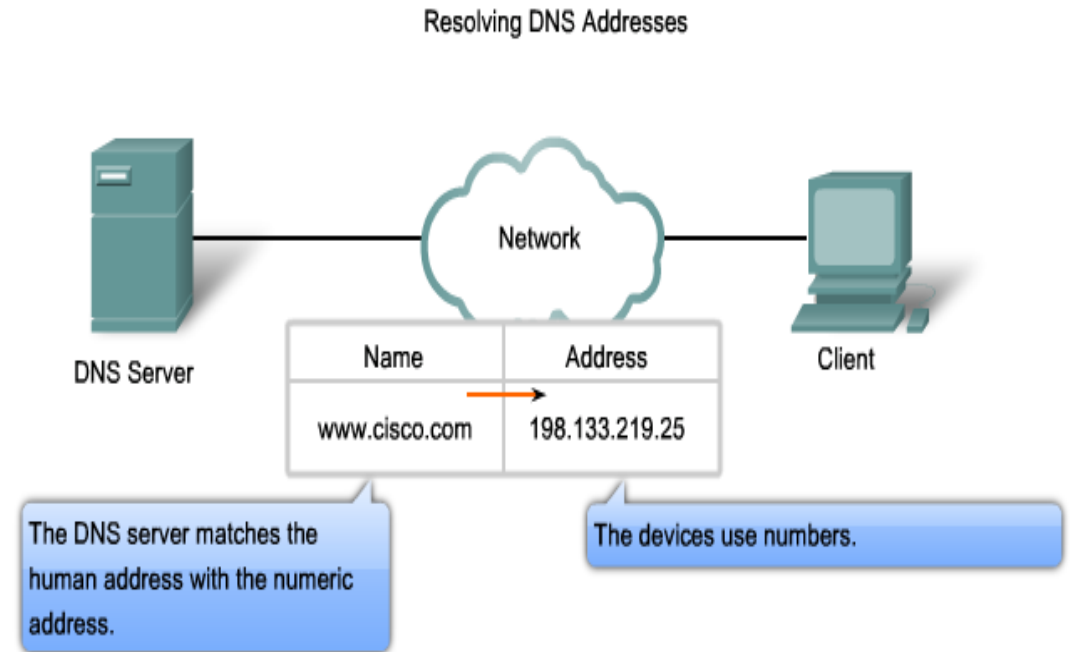 Resolving DNS Addresses
Network
DNS Server
Client
Name Address
www.cisco.com 198.133.219.25
The DNS server matches the
human address with the numeric
address.
The devices use numbers.